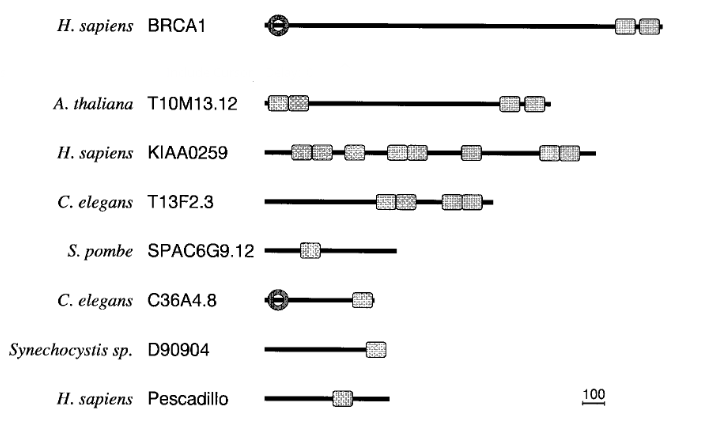 H. sapiens BRCA1
A. thaliana T10M13.12
H. sapiens KIAA0259
C. elegans T13F2.3
S. pombe SPAC6G9.12
C. elegans C36A4.8
Synechocystis sp. D90904
H. sapiens Pescadillo
100